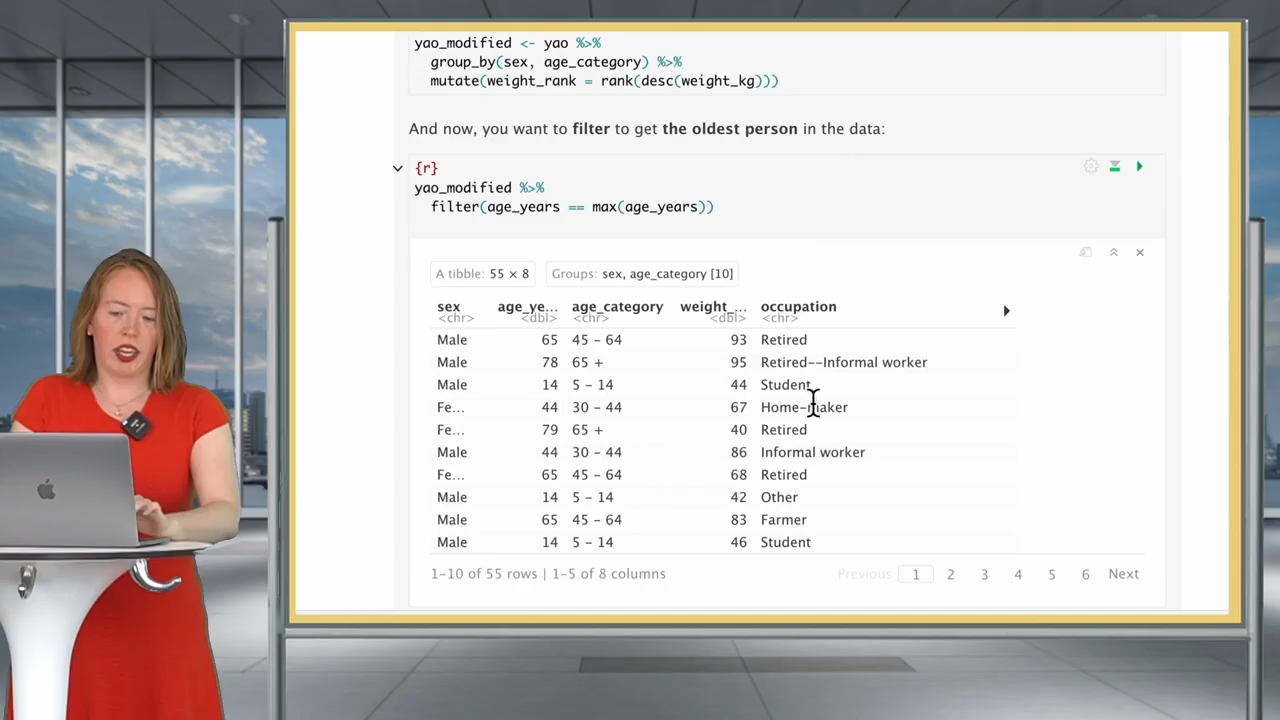 yao_modified <- yao %>%
group_by(sex, age_category) %>%
mutate(weight_rank = rank(desc(weight_kg)))
And now, you want to filter to get the oldest person in the data:
{r}
yao_modified %>%
filter(age_years == max(age_years))
A tibble: 55 × 8 Groups: sex, age_category [10]
sex age_ye... age_category weight_... occupation
<chr> <dbl> <chr> <dbl> <chr>
Male 65 45 – 64 93 Retired
Male 78 65 + 95 Retired--Informal worker
Male 14 5 – 14 44 Student
Fe... 44 30 – 44 67 Home-maker
Fe... 79 65 + 40 Retired
Male 44 30 – 44 86 Informal worker
Fe... 65 45 – 64 68 Retired
Male 14 5 – 14 42 Other
Male 65 45 – 64 83 Farmer
Male 14 5 – 14 46 Student
1–10 of 55 rows | 1–5 of 8 columns Previous 1 2 3 4 5 6 Next